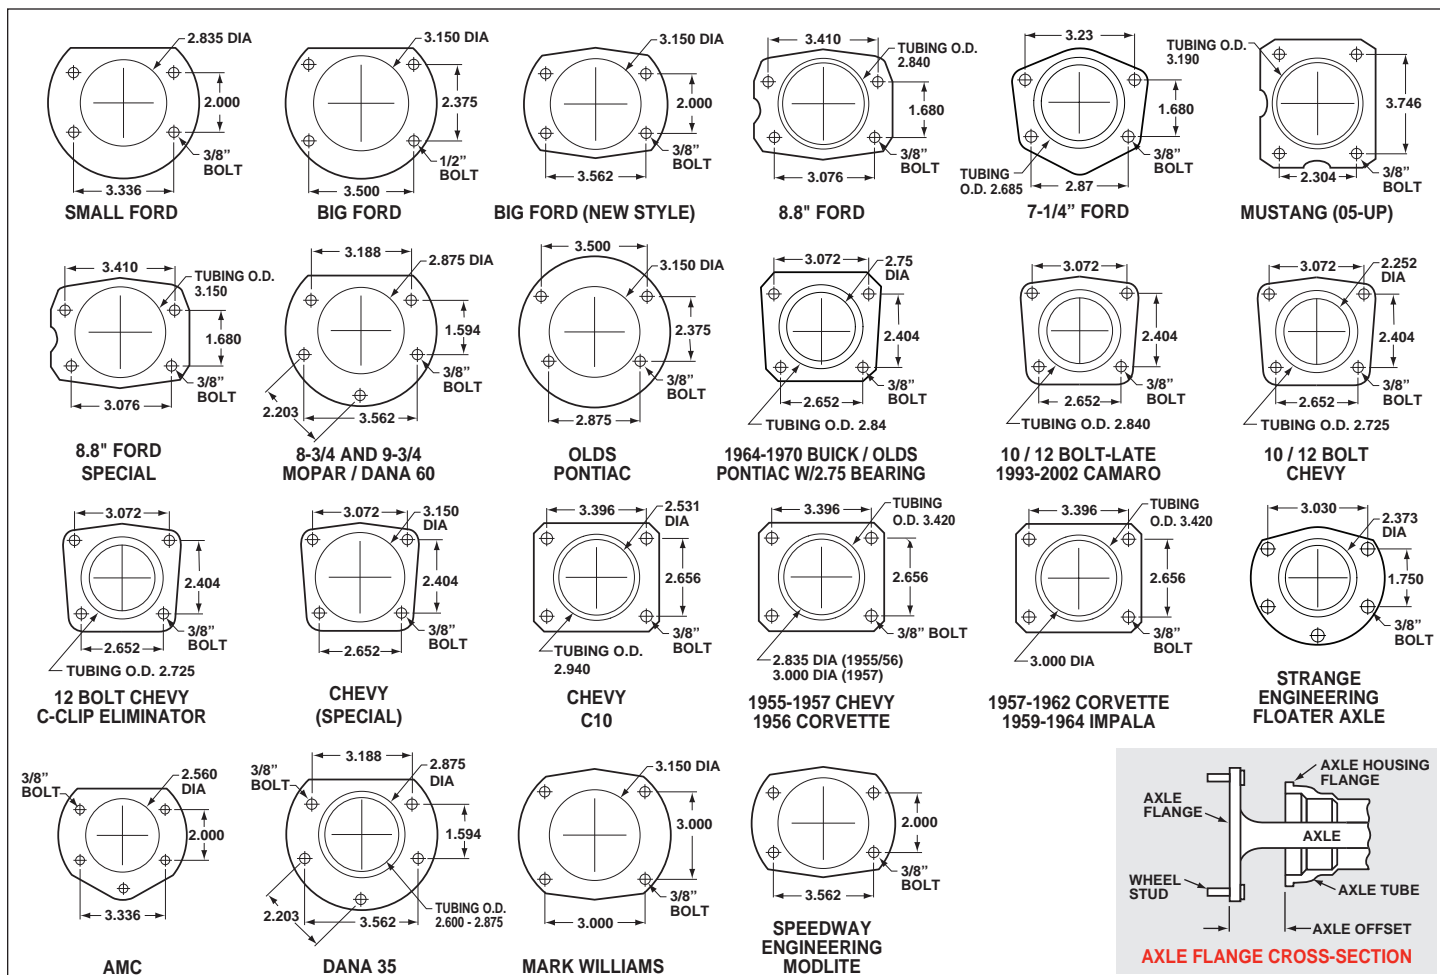 2.835 DIA
2.000
3/8”
BOLT
3.336
SMALL FORD
3.150 DIA
2.375
1/2”
BOLT
3.500
BIG FORD
3.150 DIA
2.000
3/8”
BOLT
3.562
BIG FORD (NEW STYLE)
3.410
TUBING O.D.
2.840
1.680
3/8”
BOLT
3.076
8.8" FORD
3.23
1.680
3/8”
BOLT
TUBING
O.D. 2.685
2.87
7-1/4” FORD
TUBING O.D.
3.190
3.746
3/8”
BOLT
2.304
MUSTANG (05-UP)
3.410
TUBING O.D.
3.150
1.680
3/8”
BOLT
3.076
8.8" FORD
SPECIAL
3.188
2.875 DIA
1.594
3/8”
BOLT
2.203
3.562
8-3/4 AND 9-3/4
MOPAR / DANA 60
3.500
3.150 DIA
2.375
3/8”
BOLT
2.875
OLDS
PONTIAC
3.072
2.75
DIA
2.404
3/8”
BOLT
2.652
TUBING O.D. 2.84
1964-1970 BUICK / OLDS
PONTIAC W/2.75 BEARING
3.072
2.404
3/8”
BOLT
2.652
TUBING O.D. 2.840
10 / 12 BOLT-LATE
1993-2002 CAMARO
3.072
2.252
DIA
2.404
3/8”
BOLT
2.652
TUBING O.D. 2.725
10 / 12 BOLT
CHEVY
3.072
2.404
3/8”
BOLT
2.652
TUBING O.D. 2.725
12 BOLT CHEVY
C-CLIP ELIMINATOR
3.072
3.150
DIA
2.404
3/8”
BOLT
2.652
CHEVY
(SPECIAL)
3.396
2.531
DIA
2.656
3/8”
BOLT
TUBING O.D.
2.940
CHEVY
C10
3.396
TUBING
O.D. 3.420
2.656
3/8” BOLT
2.835 DIA (1955/56)
3.000 DIA (1957)
1955-1957 CHEVY
1956 CORVETTE
3.396
TUBING
O.D. 3.420
2.656
3/8”
BOLT
3.000 DIA
1957-1962 CORVETTE
1959-1964 IMPALA
3.030
2.373
DIA
1.750
3/8”
BOLT
STRANGE
ENGINEERING
FLOATER AXLE
3/8”
BOLT
2.560
DIA
2.000
3.336
AMC
3.188
3/8”
BOLT
2.875
DIA
1.594
2.203
3.562
TUBING O.D.
2.600 - 2.875
DANA 35
3.150 DIA
3.000
3/8”
BOLT
3.000
MARK WILLIAMS
2.000
3/8”
BOLT
3.562
SPEEDWAY
ENGINEERING
MODLITE
AXLE HOUSING
FLANGE
AXLE
FLANGE
AXLE
WHEEL
STUD
AXLE TUBE
AXLE OFFSET
AXLE FLANGE CROSS-SECTION